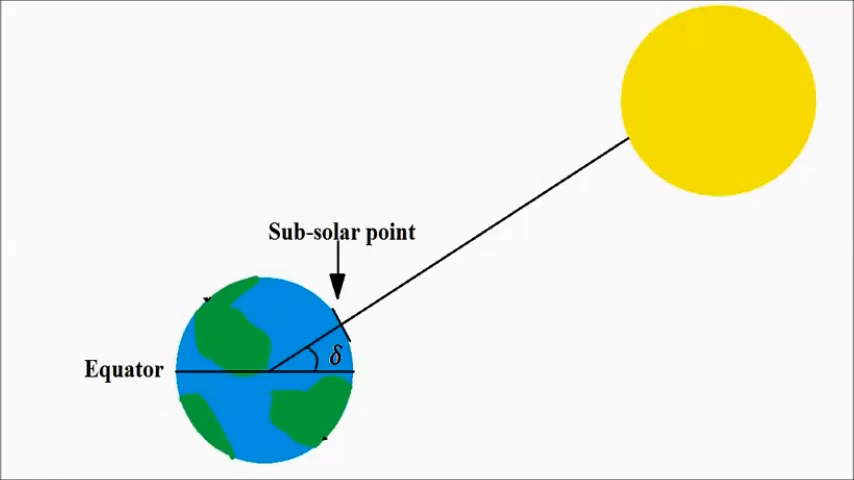 Sub-solar point
δ
Equator